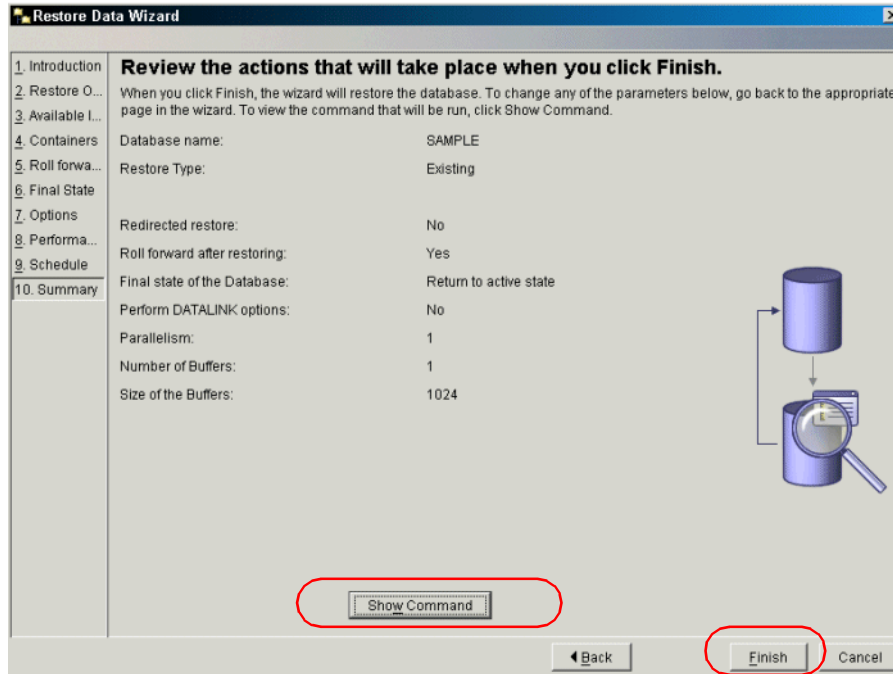 Restore Data Wizard
1. Introduction
2. Restore O...
3. Available I...
4. Containers
5. Roll forwa...
6. Final State
7. Options
8. Performa...
9. Schedule
10. Summary
Review the actions that will take place when you click Finish.
When you click Finish, the wizard will restore the database. To change any of the parameters below, go back to the appropriate
page in the wizard. To view the command that will be run, click Show Command.
Database name: SAMPLE
Restore Type: Existing
Redirected restore: No
Roll forward after restoring: Yes
Final state of the Database: Return to active state
Perform DATALINK options: No
Parallelism: 1
Number of Buffers: 1
Size of the Buffers: 1024
Show Command
Back Finish Cancel